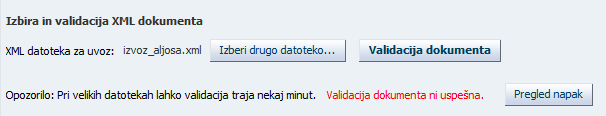 Izbira in validacija XML dokumenta
XML datoteka za uvoz: izvoz_aljosa.xml Izberi drugo datoteko... Validacija dokumenta
Opozorilo: Pri velikih datotekah lahko validacija traja nekaj minut. Validacija dokumenta ni uspešna. Pregled napak